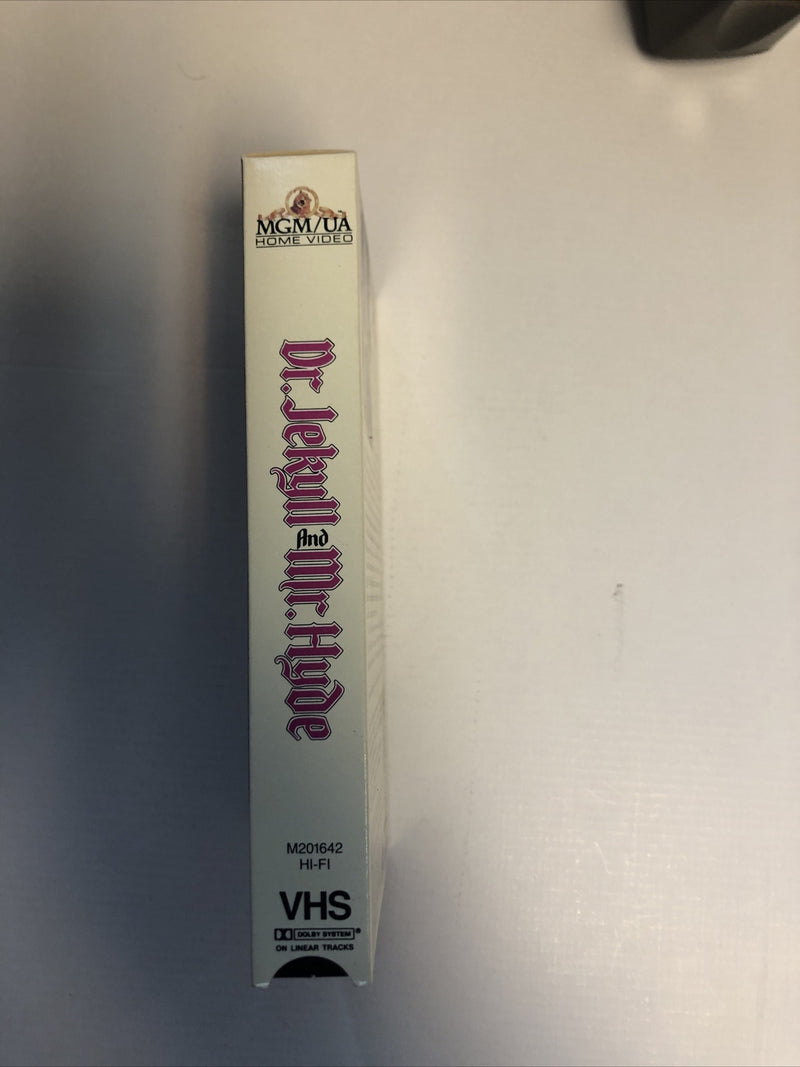 MGM/UA
HOME VIDEO
Dr. Jekyll And Mr. Hyde
M201642
HI-FI
VHS
DOLBY SYSTEM®
ON LINEAR TRACKS